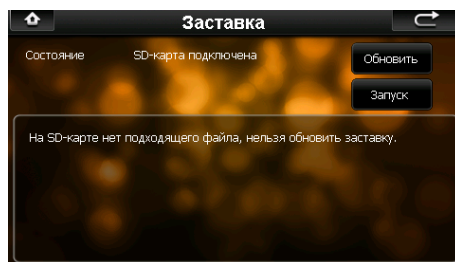 Заставка
Состояние SD-карта подключена
Обновить
Запуск
На SD-карте нет подходящего файла, нельзя обновить заставку.